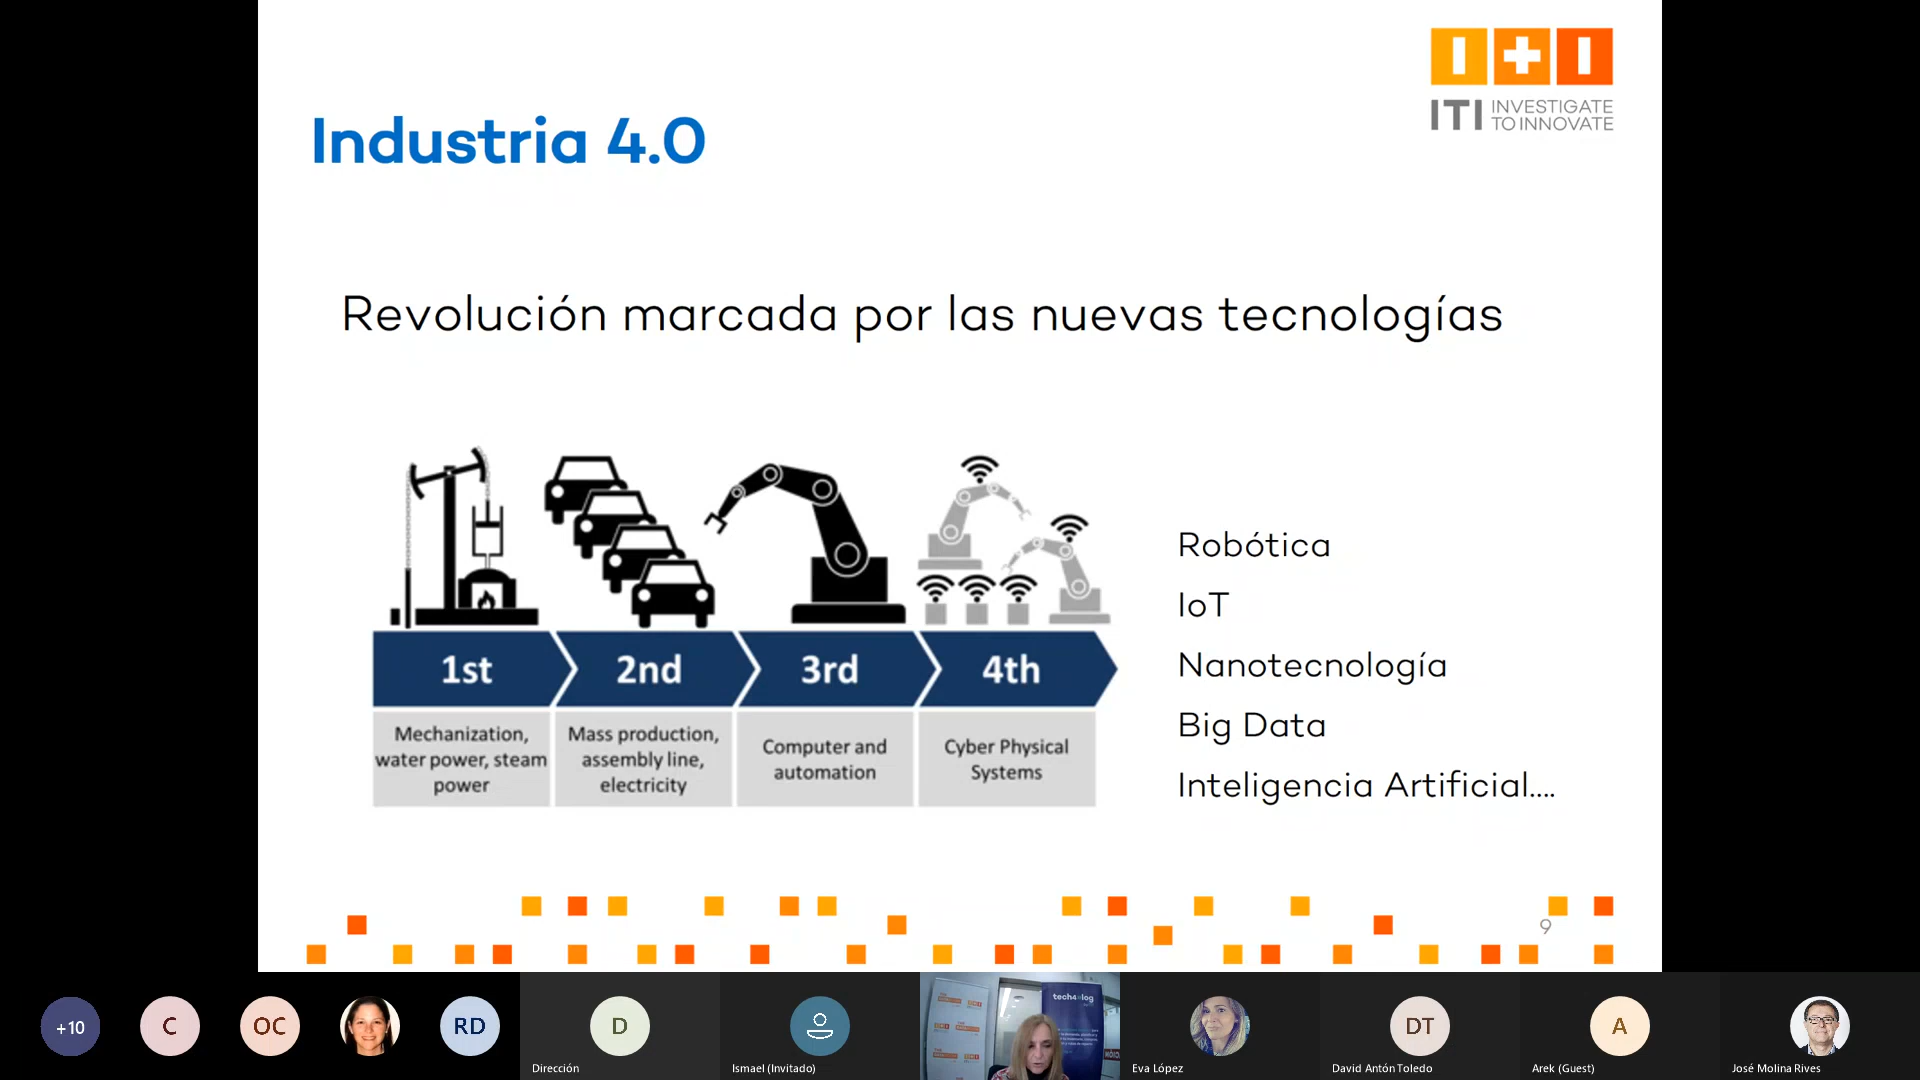 I+I
ITI INVESTIGATE
TO INNOVATE
Industria 4.0
Revolución marcada por las nuevas tecnologías
1st
2nd
3rd
4th
Mechanization,
water power, steam
power
Mass production,
assembly line,
electricity
Computer and
automation
Cyber Physical
Systems
Robótica
IoT
Nanotecnología
Big Data
Inteligencia Artificial....
9
+10
C
OC
RD
D
Dirección
Ismael (Invitado)
tech4
log
Eva López
DT
David Antón Toledo
A
Arek (Guest)
José Molina Rives